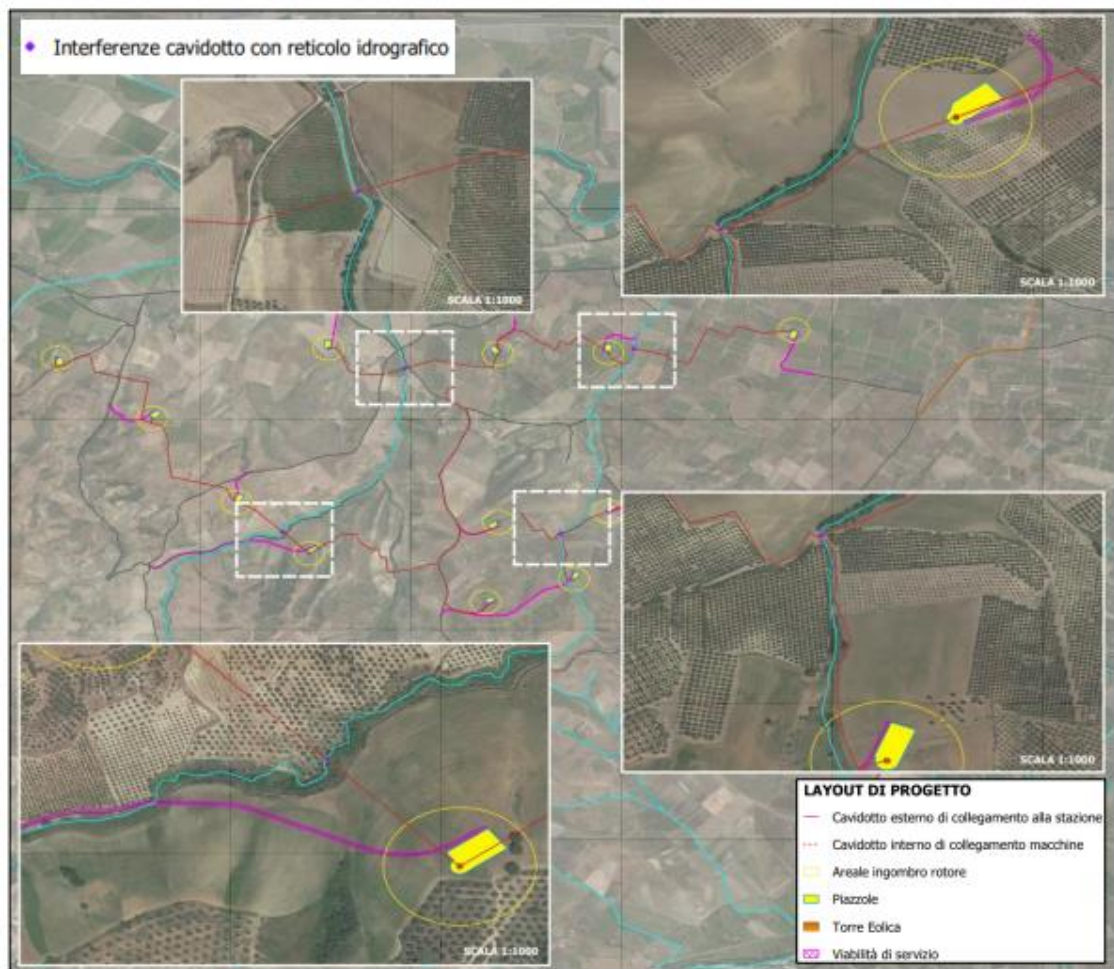 Interferenze cavidotto con reticolo idrografico
SCALA 1:1000
SCALA 1:1000
SCALA 1:1000
SCALA 1:1000
LAYOUT DI PROGETTO
Cavidotto esterno di collegamento alla stazione
Cavidotto interno di collegamento macchine
Areale ingombro rotore
Piazzole
Torre Eolica
Viabilità di servizio